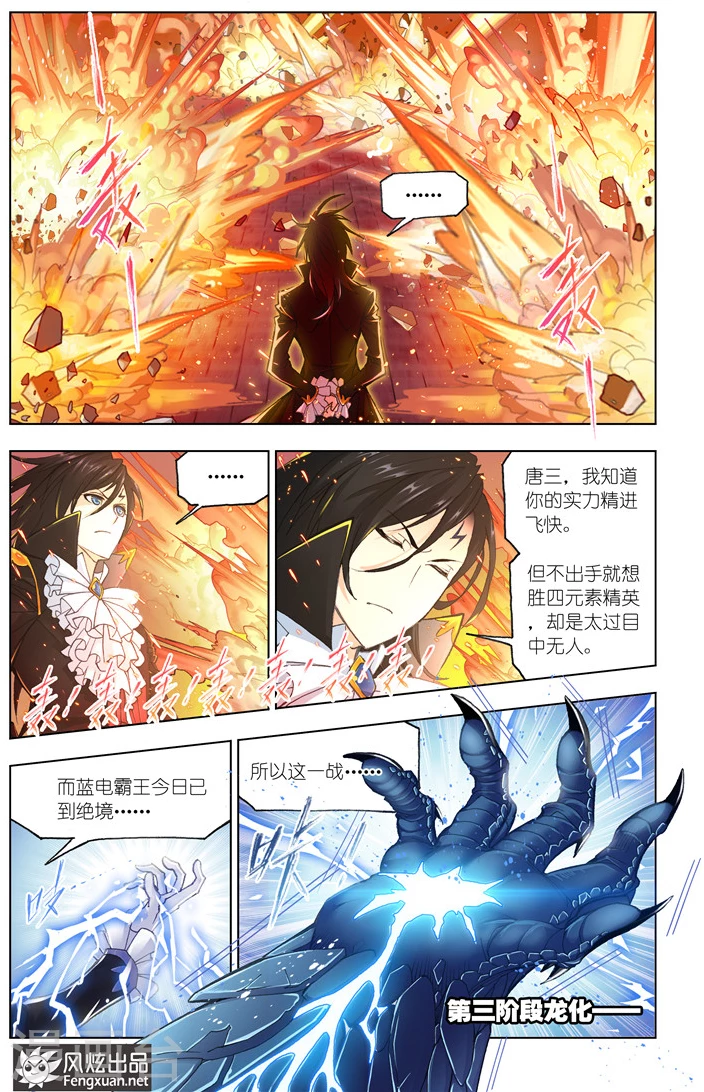 轰
……
轰
……
唐三，我知道
你的实力精进
飞快。
但不出手就想
胜四元素精英
，却是太过目
中无人。
轰！轰！轰！轰！轰！轰！轰！
而蓝电霸王今日已
到绝境……
吱
所以这一战……
咔
第三阶段龙化——
风炫出品
Fengxuan.net